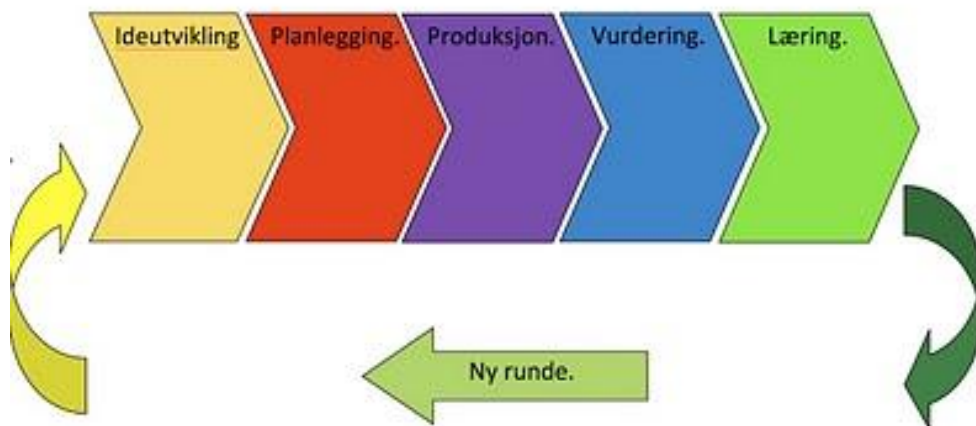 Ideutvikling
Planlegging.
Produksjon.
Vurdering.
Læring.
Ny runde.